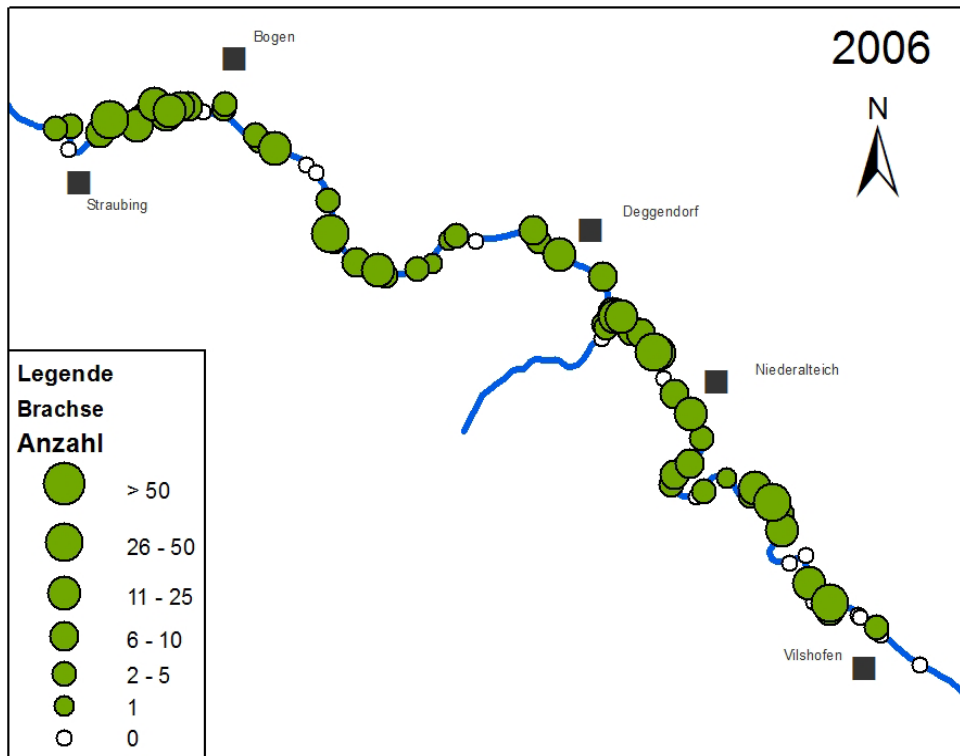 2006
Bogen
N
Straubing
Deggendorf
Niederalteich
Vilshofen
Legende
Brachse
Anzahl
> 50
26 - 50
11 - 25
6 - 10
2 - 5
1
0